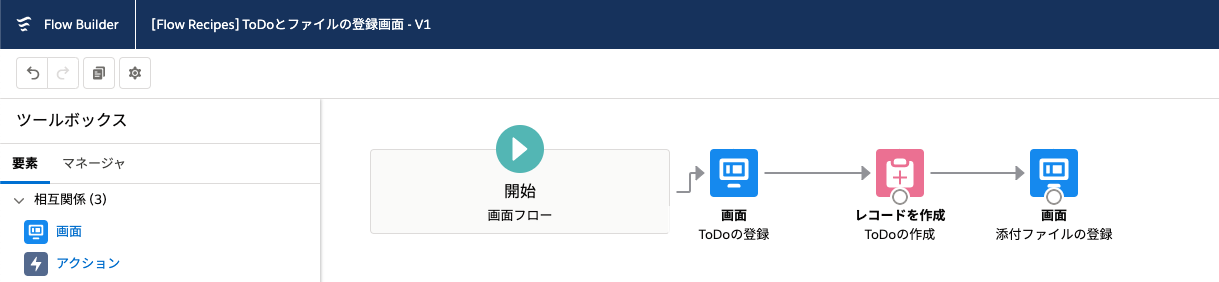 Flow Builder
[Flow Recipes] ToDoとファイルの登録画面 - V1
ツールボックス
要素 マネージャ
相互関係 (3)
画面
アクション
開始
画面フロー
画面
ToDoの登録
レコードを作成
ToDoの作成
画面
添付ファイルの登録